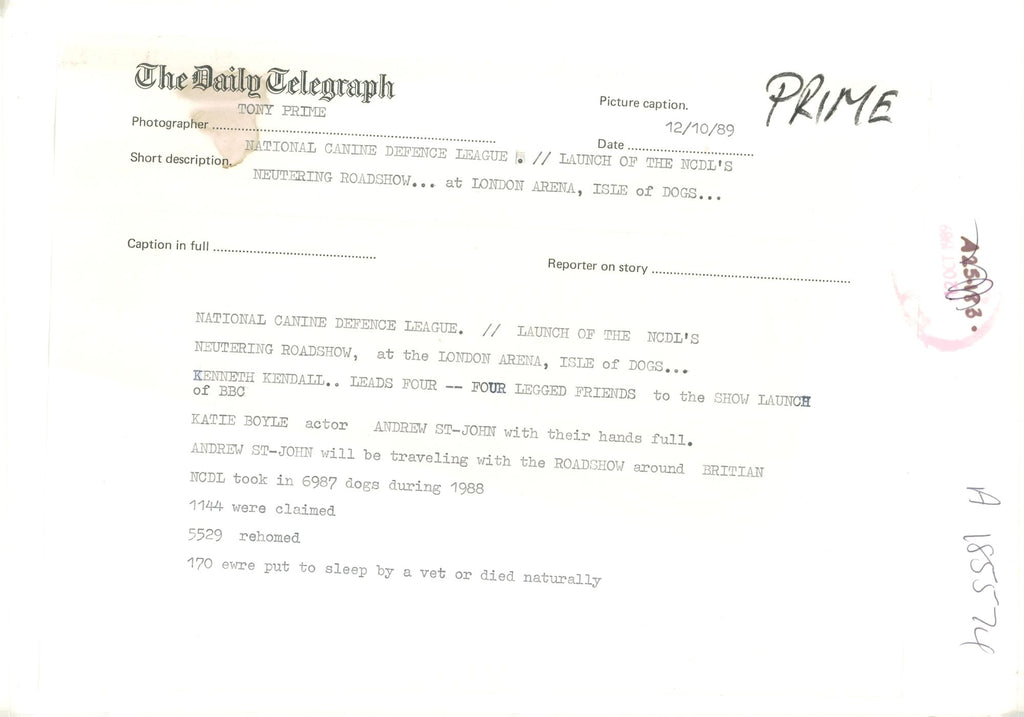 The Daily Telegraph
TONY PRIME
Picture caption.
PRIME
Photographer
12/10/89
Date
Short description.
NATIONAL CANINE DEFENCE LEAGUE . // LAUNCH OF THE NCDL'S
NEUTERING ROADSHOW... at LONDON ARENA, ISLE of DOGS...
Caption in full
Reporter on story
NATIONAL CANINE DEFENCE LEAGUE. // LAUNCH OF THE NCDL'S
NEUTERING ROADSHOW, at the LONDON ARENA, ISLE of DOGS...
KENNETH KENDALL.. LEADS FOUR -- FOUR LEGGED FRIENDS to the SHOW LAUNCH
of BBC
KATIE BOYLE actor ANDREW ST-JOHN with their hands full.
ANDREW ST-JOHN will be traveling with the ROADSHOW around BRITIAN
NCDL took in 6987 dogs during 1988
1144 were claimed
5529 rehomed
170 ewre put to sleep by a vet or died naturally
OCT 1989
A 185574